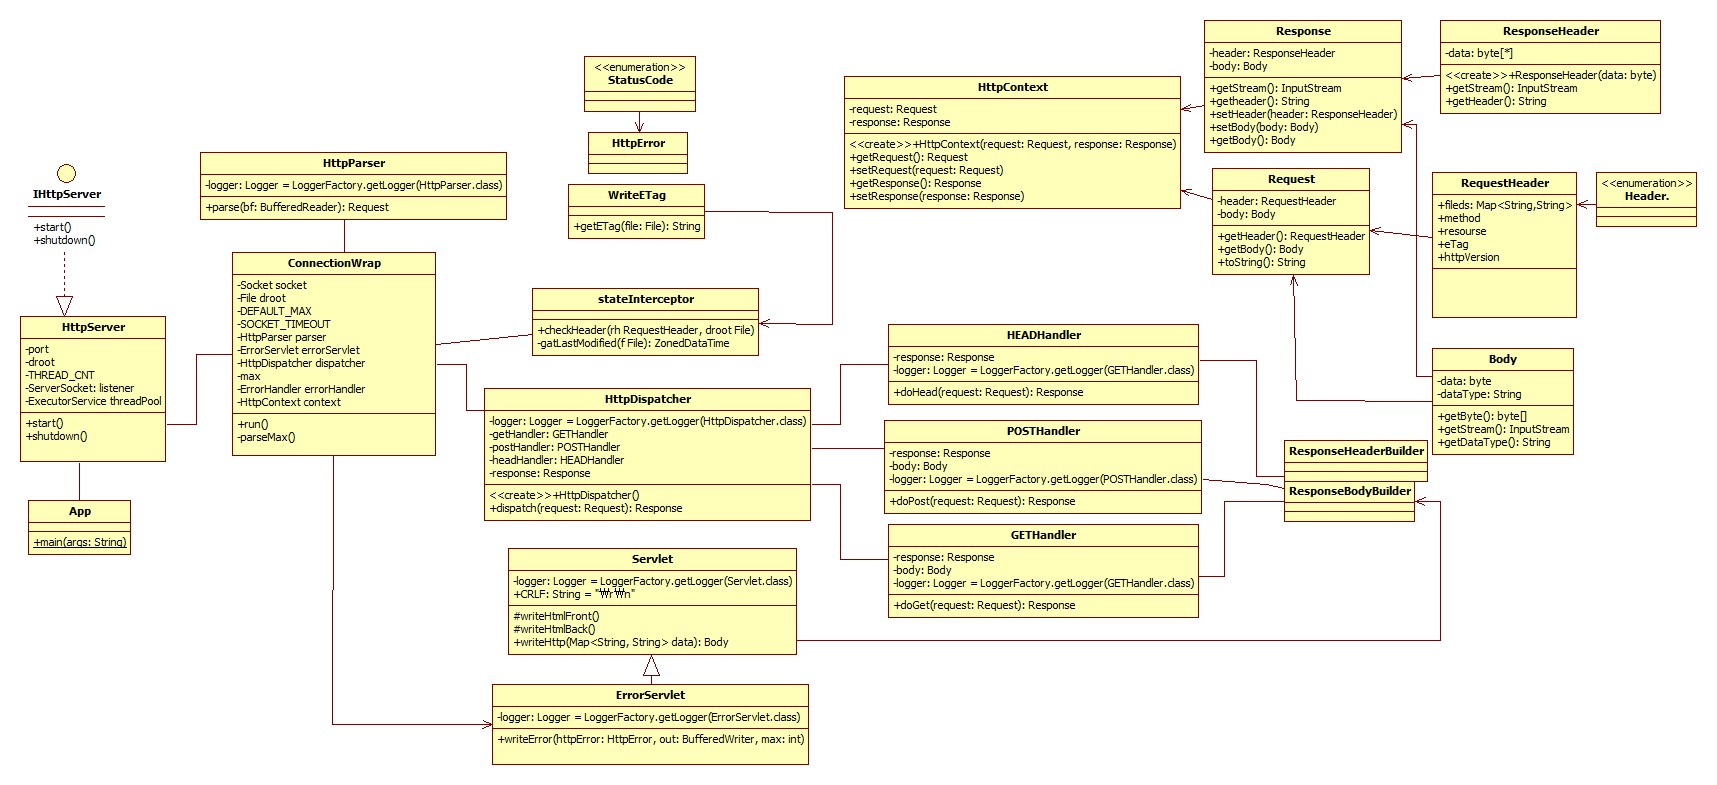 <<enumeration>>
StatusCode
HttpError
IHttpServer
+start()
+shutdown()
HttpServer
-port
-droot
-THREAD_CNT
-ServerSocket: listener
-ExecutorService threadPool
+start()
+shutdown()
App
+main(args: String)
HttpParser
-logger: Logger = LoggerFactory.getLogger(HttpParser.class)
+parse(bf: BufferedReader): Request
ConnectionWrap
-Socket socket
-File droot
-DEFAULT_MAX
-SOCKET_TIMEOUT
-HttpParser parser
-ErrorServlet errorServlet
-HttpDispatcher dispatcher
-max
-ErrorHandler errorHandler
-HttpContext context
+run()
-parseMax()
WriteETag
+getETag(file: File): String
stateInterceptor
+checkHeader(rh RequestHeader, droot File)
-gatLastModified(f File): ZonedDataTime
HttpDispatcher
-logger: Logger = LoggerFactory.getLogger(HttpDispatcher.class)
-getHandler: GETHandler
-postHandler: POSTHandler
-headHandler: HEADHandler
-response: Response
<<create>>+HttpDispatcher()
+dispatch(request: Request): Response
Servlet
-logger: Logger = LoggerFactory.getLogger(Servlet.class)
+CRLF: String = "₩r₩n"
#writeHtmlFront()
#writeHtmlBack()
+writeHttp(Map<String, String> data): Body
ErrorServlet
-logger: Logger = LoggerFactory.getLogger(ErrorServlet.class)
+writeError(httpError: HttpError, out: BufferedWriter, max: int)
HttpContext
-request: Request
-response: Response
<<create>>+HttpContext(request: Request, response: Response)
+getRequest(): Request
+setRequest(request: Request)
+getResponse(): Response
+setResponse(response: Response)
HEADHandler
-response: Response
-logger: Logger = LoggerFactory.getLogger(GETHandler.class)
+doHead(request: Request): Response
POSTHandler
-response: Response
-body: Body
-logger: Logger = LoggerFactory.getLogger(POSTHandler.class)
+doPost(request: Request): Response
GETHandler
-response: Response
-body: Body
-logger: Logger = LoggerFactory.getLogger(GETHandler.class)
+doGet(request: Request): Response
Response
-header: ResponseHeader
-body: Body
+getStream(): InputStream
+getheader(): String
+setHeader(header: ResponseHeader)
+setBody(body: Body)
+getBody(): Body
ResponseHeader
-data: byte[*]
<<create>>+ResponseHeader(data: byte)
+getStream(): InputStream
+getHeader(): String
Request
-header: RequestHeader
-body: Body
+getHeader(): RequestHeader
+getBody(): Body
+toString(): String
RequestHeader
+fileds: Map<String,String>
+method
+resourse
+eTag
+httpVersion
<<enumeration>>
Header.
Body
-data: byte
-dataType: String
+getByte(): byte[]
+getStream(): InputStream
+getDataType(): String
ResponseHeaderBuilder
ResponseBodyBuilder